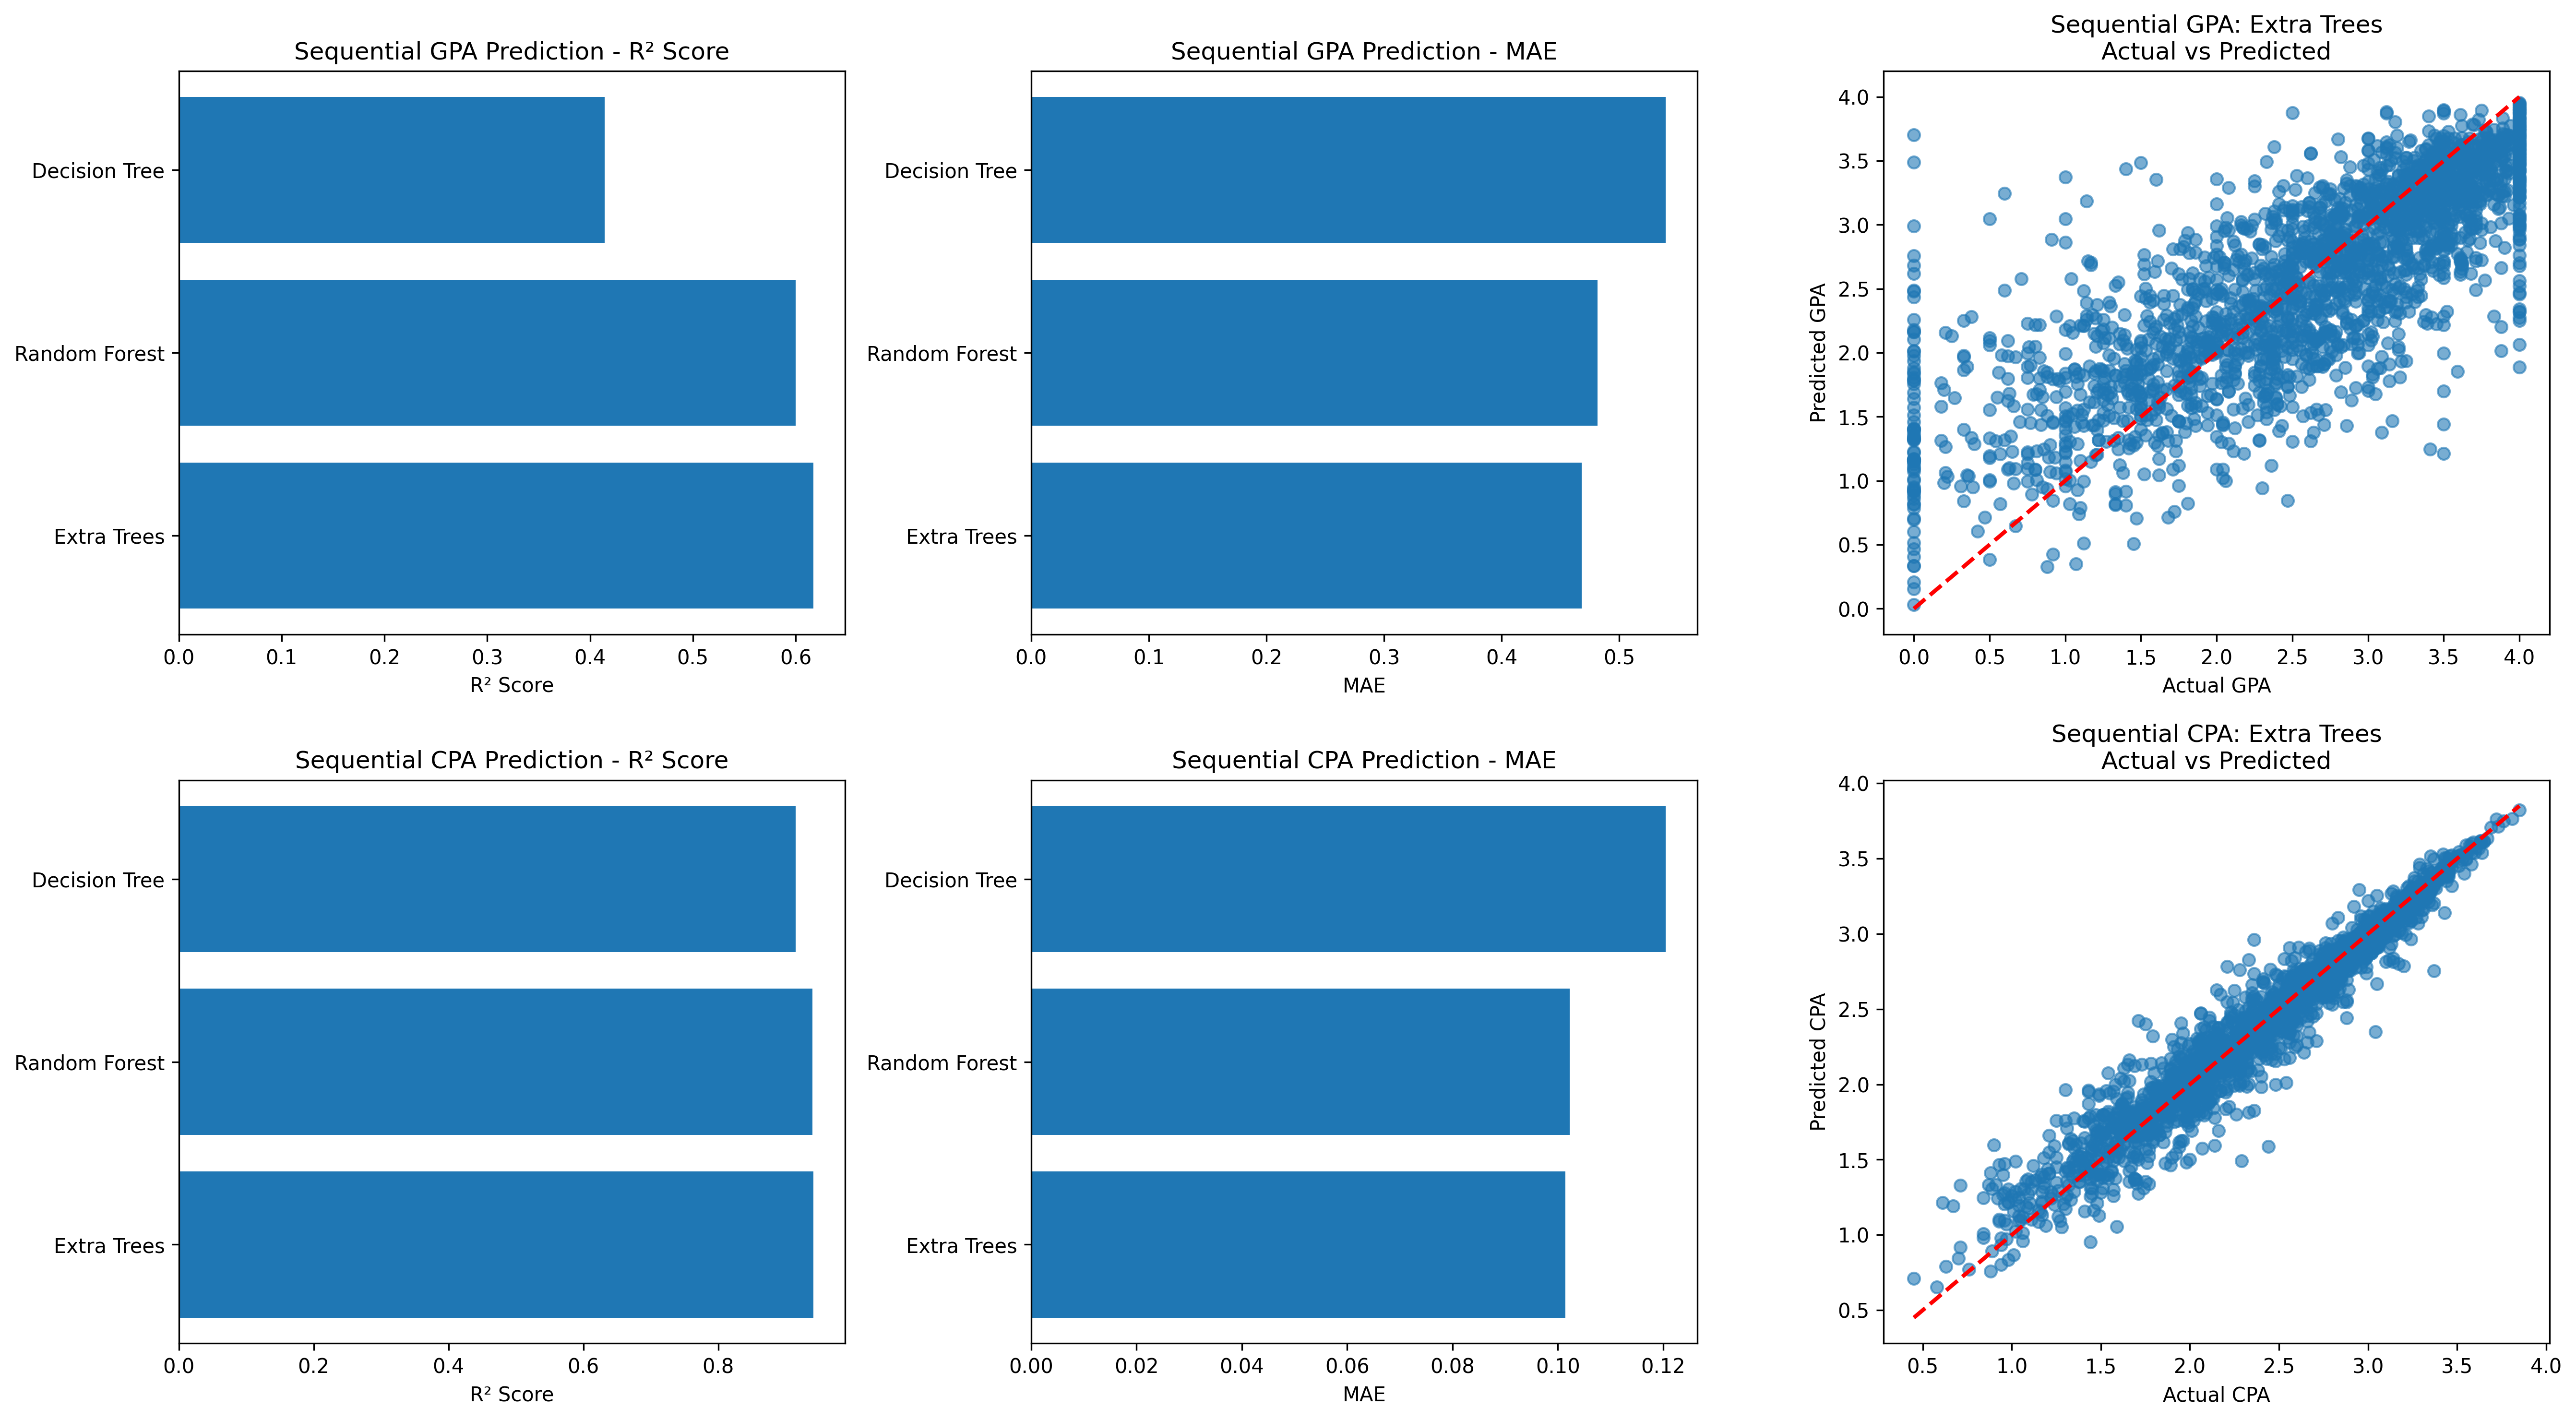 Sequential GPA Prediction - R² Score
Decision Tree
Random Forest
Extra Trees
0.0 0.1 0.2 0.3 0.4 0.5 0.6
R² Score
Sequential GPA Prediction - MAE
Decision Tree
Random Forest
Extra Trees
0.0 0.1 0.2 0.3 0.4 0.5
MAE
Sequential GPA: Extra Trees
Actual vs Predicted
Predicted GPA
4.0
3.5
3.0
2.5
2.0
1.5
1.0
0.5
0.0
0.0 0.5 1.0 1.5 2.0 2.5 3.0 3.5 4.0
Actual GPA
Sequential CPA Prediction - R² Score
Decision Tree
Random Forest
Extra Trees
0.0 0.2 0.4 0.6 0.8
R² Score
Sequential CPA Prediction - MAE
Decision Tree
Random Forest
Extra Trees
0.00 0.02 0.04 0.06 0.08 0.10 0.12
MAE
Sequential CPA: Extra Trees
Actual vs Predicted
Predicted CPA
4.0
3.5
3.0
2.5
2.0
1.5
1.0
0.5
0.5 1.0 1.5 2.0 2.5 3.0 3.5 4.0
Actual CPA